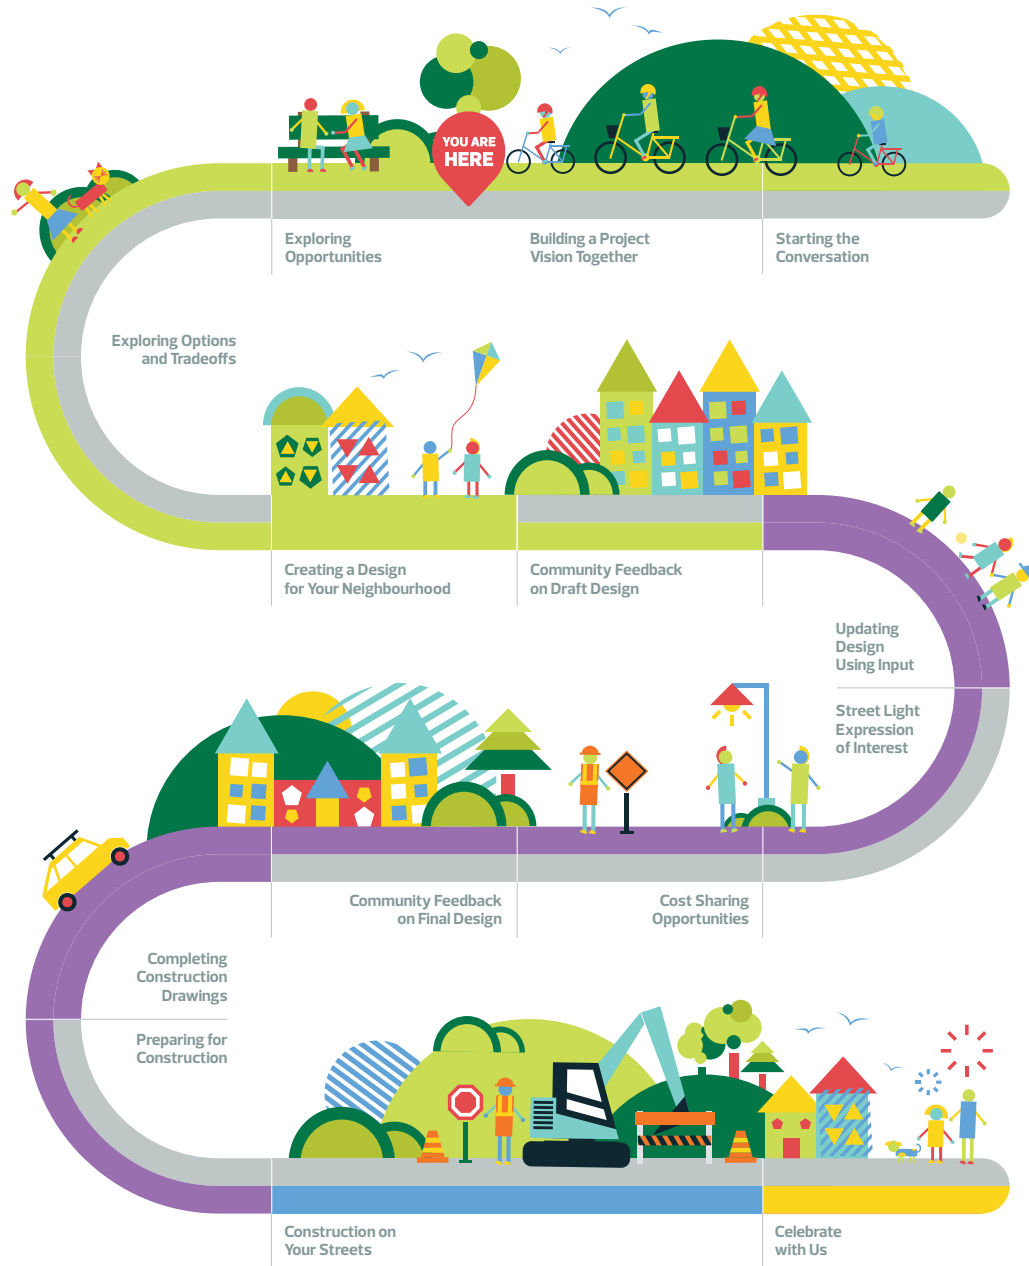 YOU ARE
HERE
Exploring
Opportunities
Building a Project
Vision Together
Starting the
Conversation
Exploring Options
and Tradeoffs
Creating a Design
for Your Neighbourhood
Community Feedback
on Draft Design
Updating
Design
Using Input
Street Light
Expression
of Interest
Community Feedback
on Final Design
Cost Sharing
Opportunities
Completing
Construction
Drawings
Preparing for
Construction
Construction on
Your Streets
Celebrate
with Us